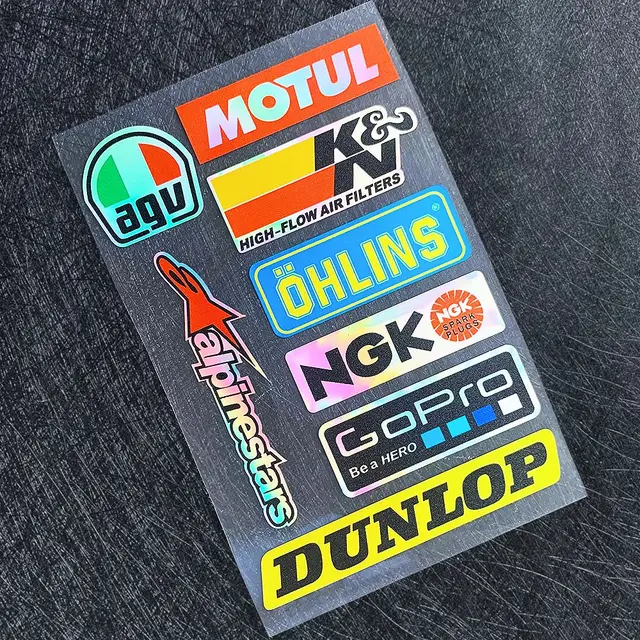 MOTUL
agv
K&N
HIGH-FLOW AIR FILTERS
ÖHLINS®
alpinestars
NGK
NGK
SPARK
PLUGS
GoPro
Be a HERO
DUNLOP